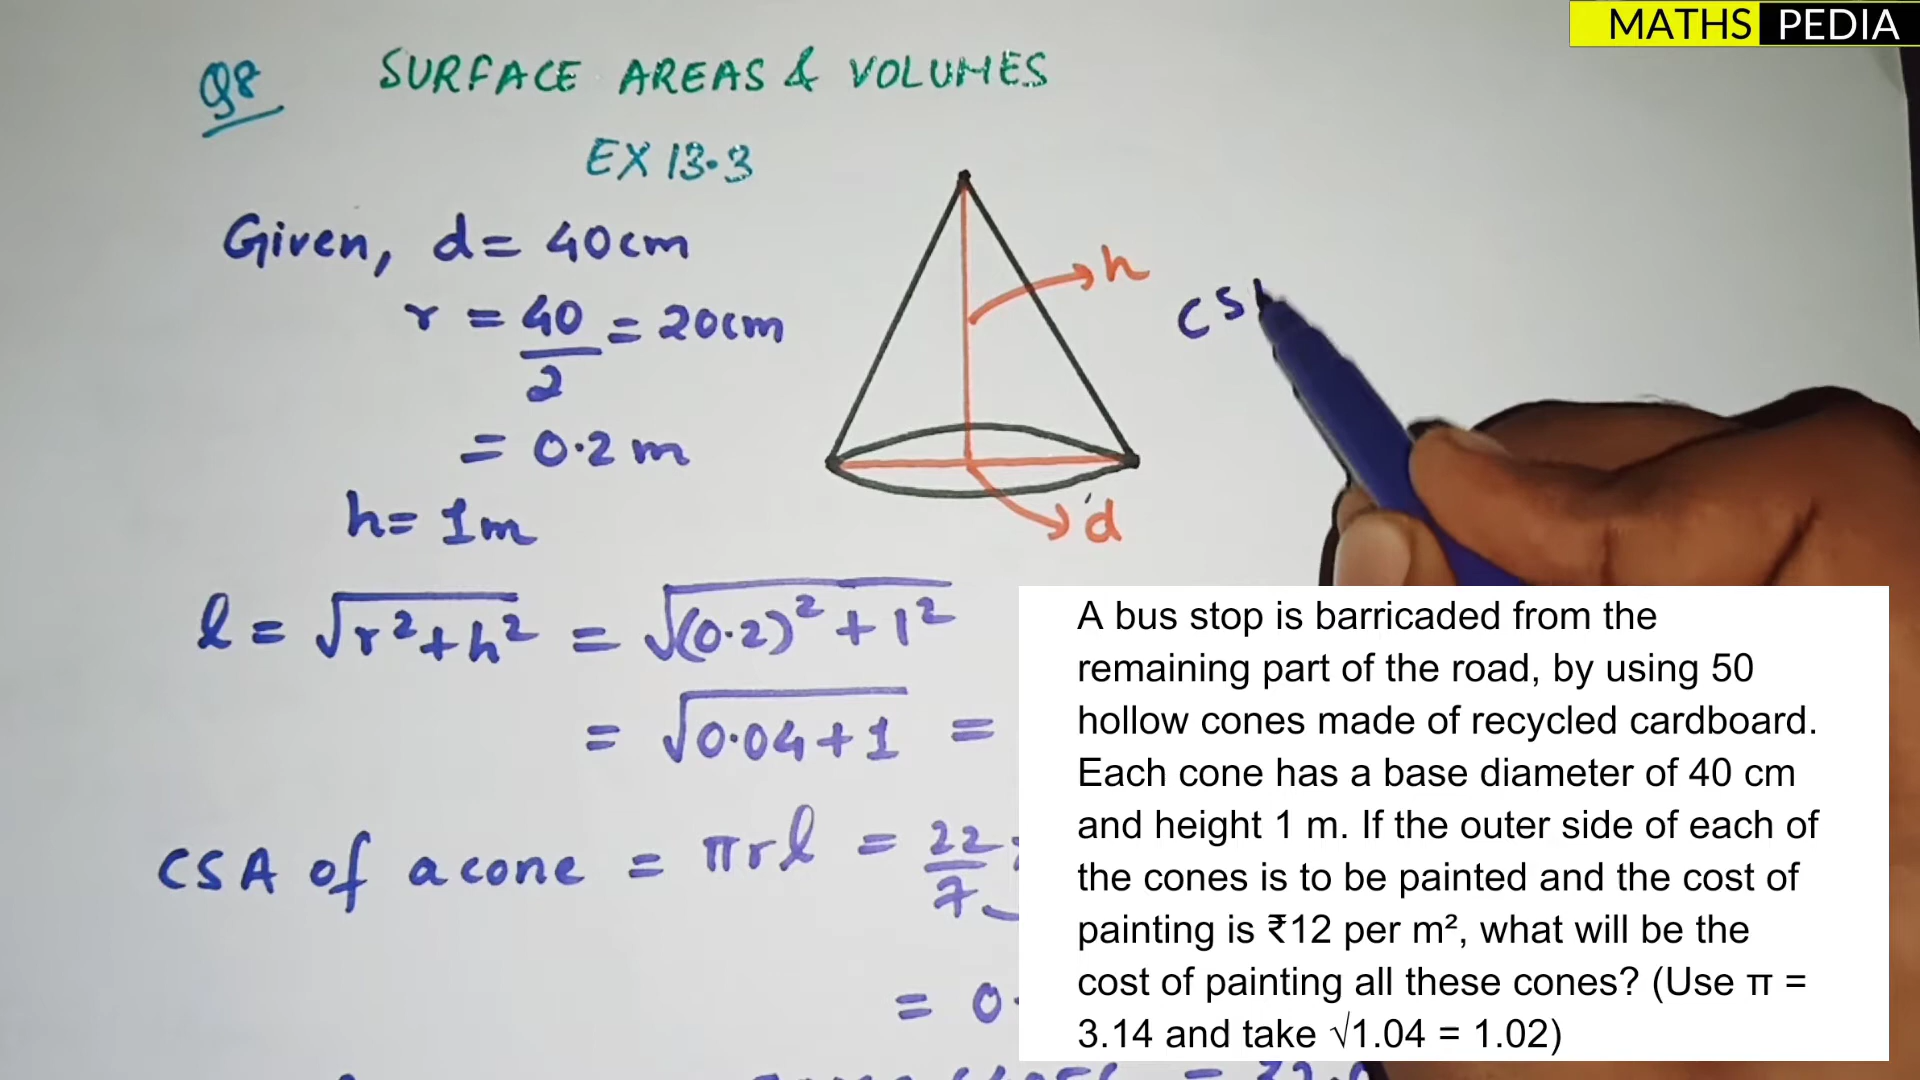 MATHS PEDIA
Q8 SURFACE AREAS & VOLUMES
EX 13.3
Given, d = 40cm
r = 40/2 = 20cm
= 0.2 m
h = 1m
h
d
CS
l = √r²+h² = √(0.2)² + 1²
= √0.04+1 =
CSA of a cone = πrl = 22/7
= 0.
A bus stop is barricaded from the
remaining part of the road, by using 50
hollow cones made of recycled cardboard.
Each cone has a base diameter of 40 cm
and height 1 m. If the outer side of each of
the cones is to be painted and the cost of
painting is ₹12 per m², what will be the
cost of painting all these cones? (Use π =
3.14 and take √1.04 = 1.02)